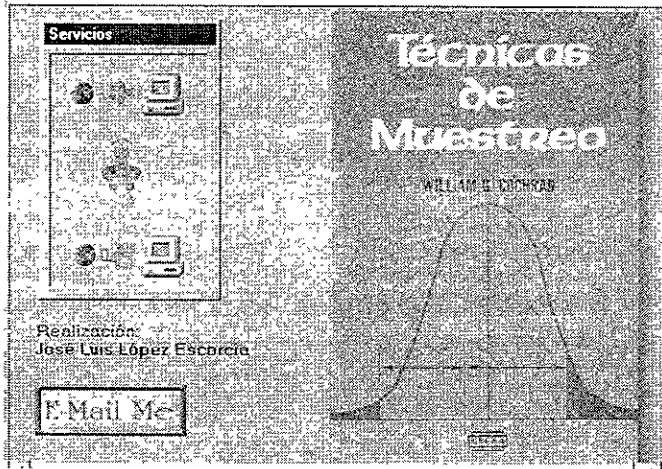 Servicios
Técnicas
de
Muestreo
WILLIAM G. COCHRAN
Realización:
José Luis López Escorcia
E-Mail Me